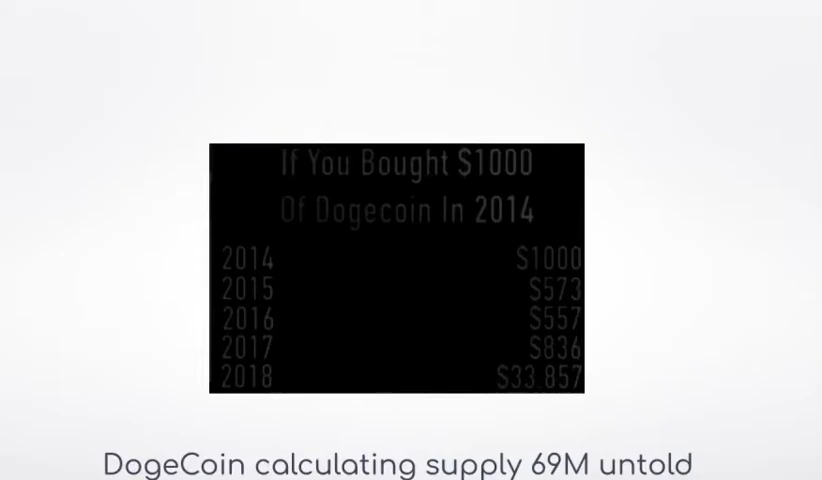 If You Bought $1000
Of Dogecoin In 2014
2014 $1000
2015 $573
2016 $557
2017 $836
2018 $33.857
DogeCoin calculating supply 69M untold